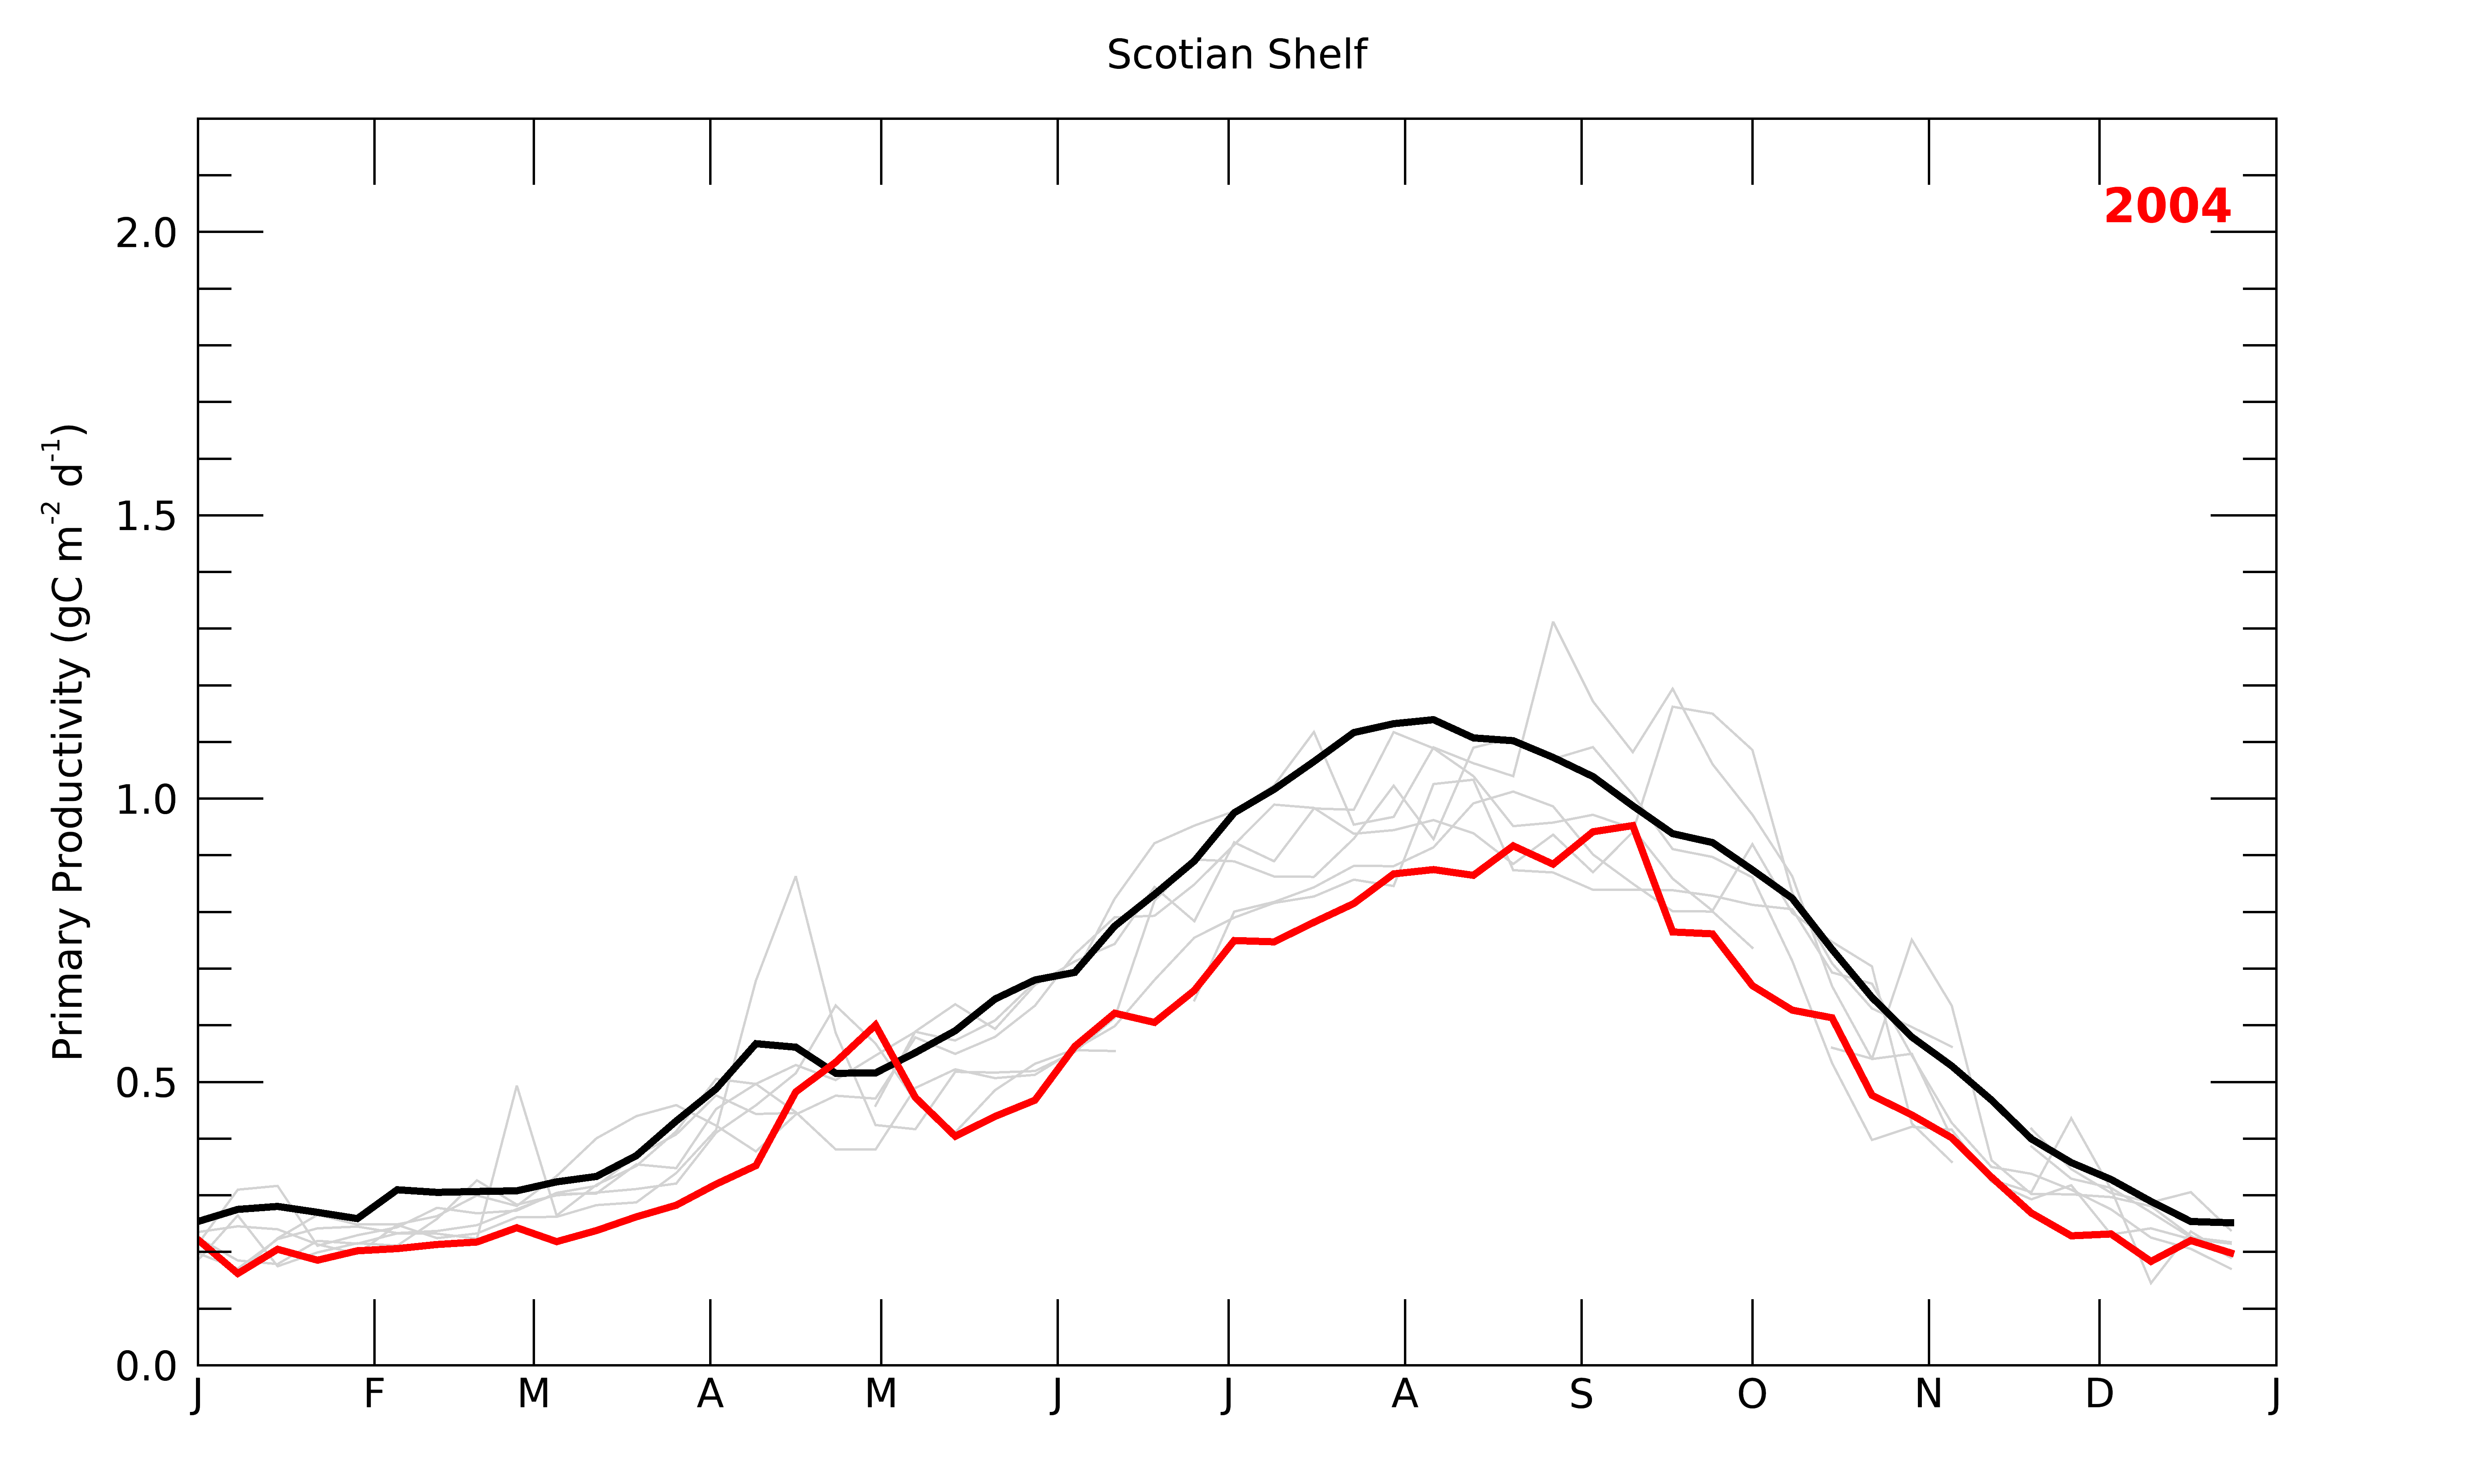 Scotian Shelf
2004
Primary Productivity (gC m⁻² d⁻¹)
2.0
1.5
1.0
0.5
0.0
J F M A M J J A S O N D J